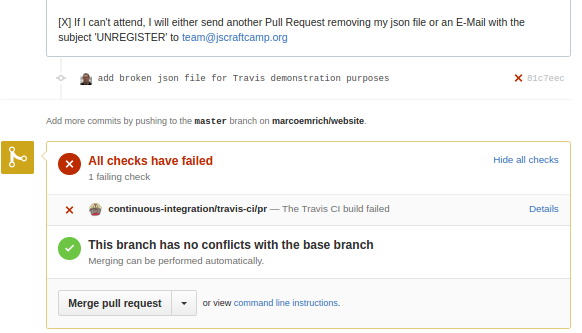 [X] If I can't attend, I will either send another Pull Request removing my json file or an E-Mail with the
subject 'UNREGISTER' to team@jscraftcamp.org
add broken json file for Travis demonstration purposes 81c7eec
Add more commits by pushing to the master branch on marcoemrich/website.
All checks have failed Hide all checks
1 failing check
continuous-integration/travis-ci/pr — The Travis CI build failed Details
This branch has no conflicts with the base branch
Merging can be performed automatically.
Merge pull request or view command line instructions.